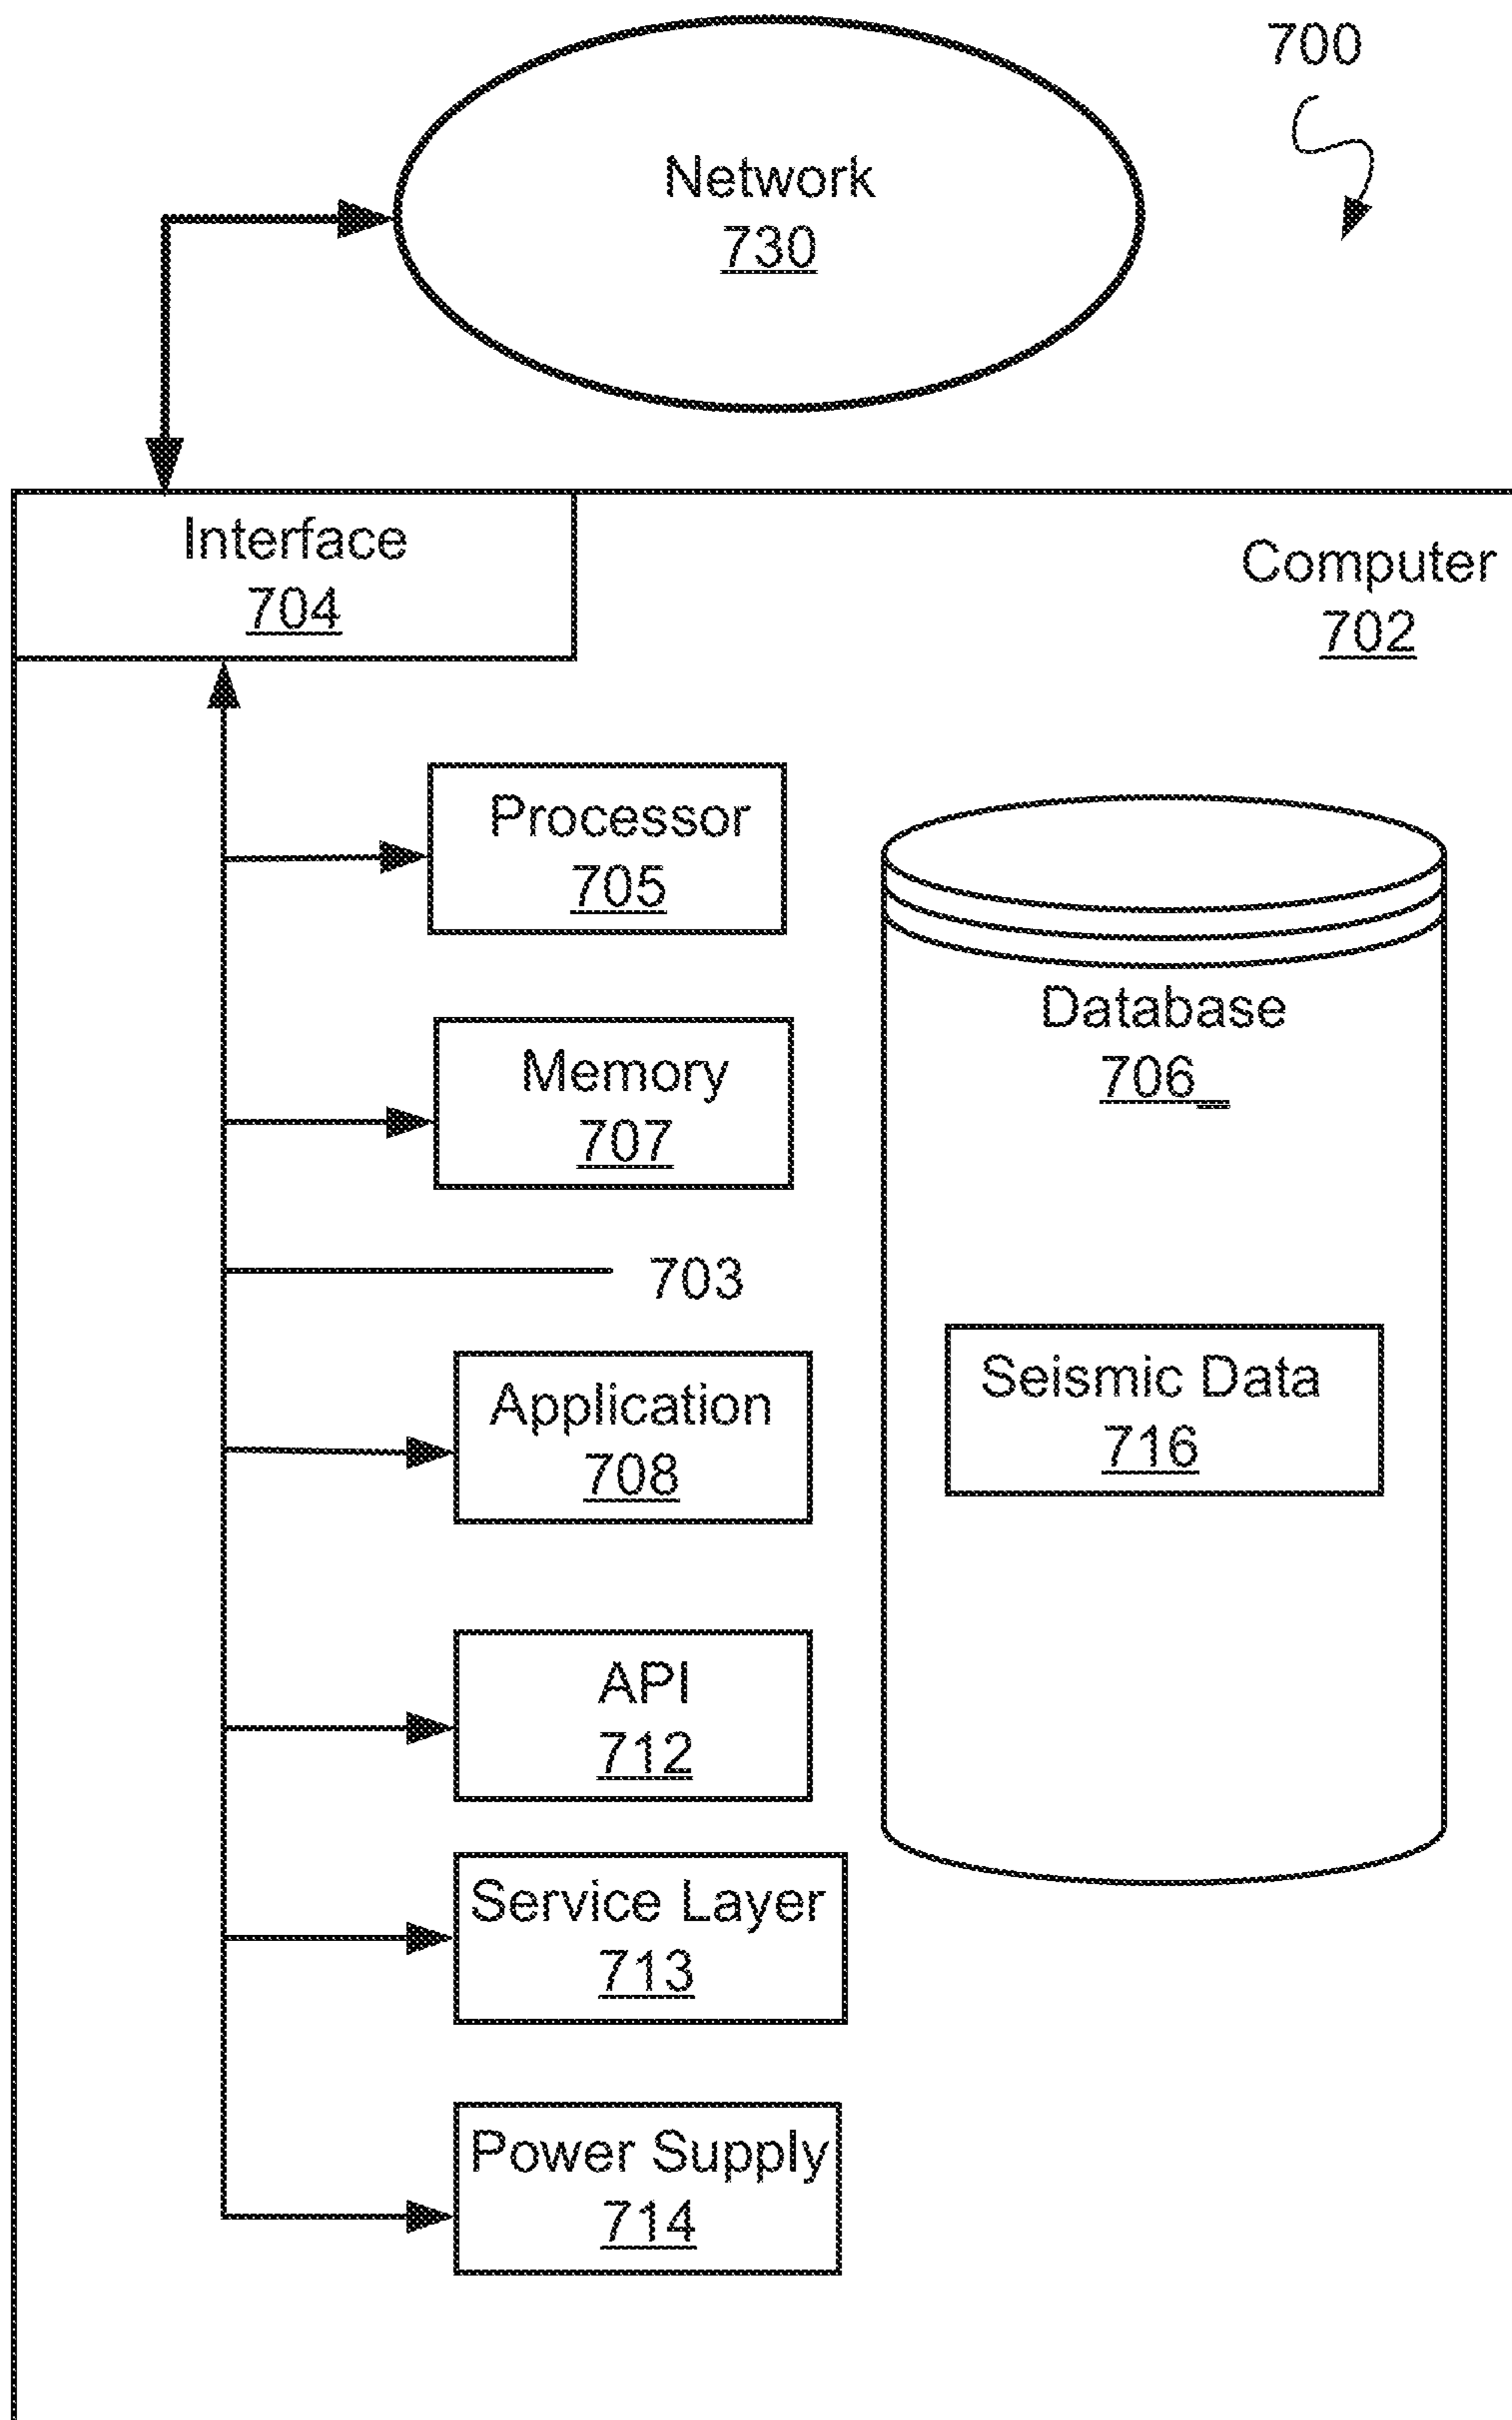 700
Network
730
Interface
704
Computer
702
Processor
705
Database
706_
Memory
707
703
Application
708
Seismic Data
716
API
712
Service Layer
713
Power Supply
714